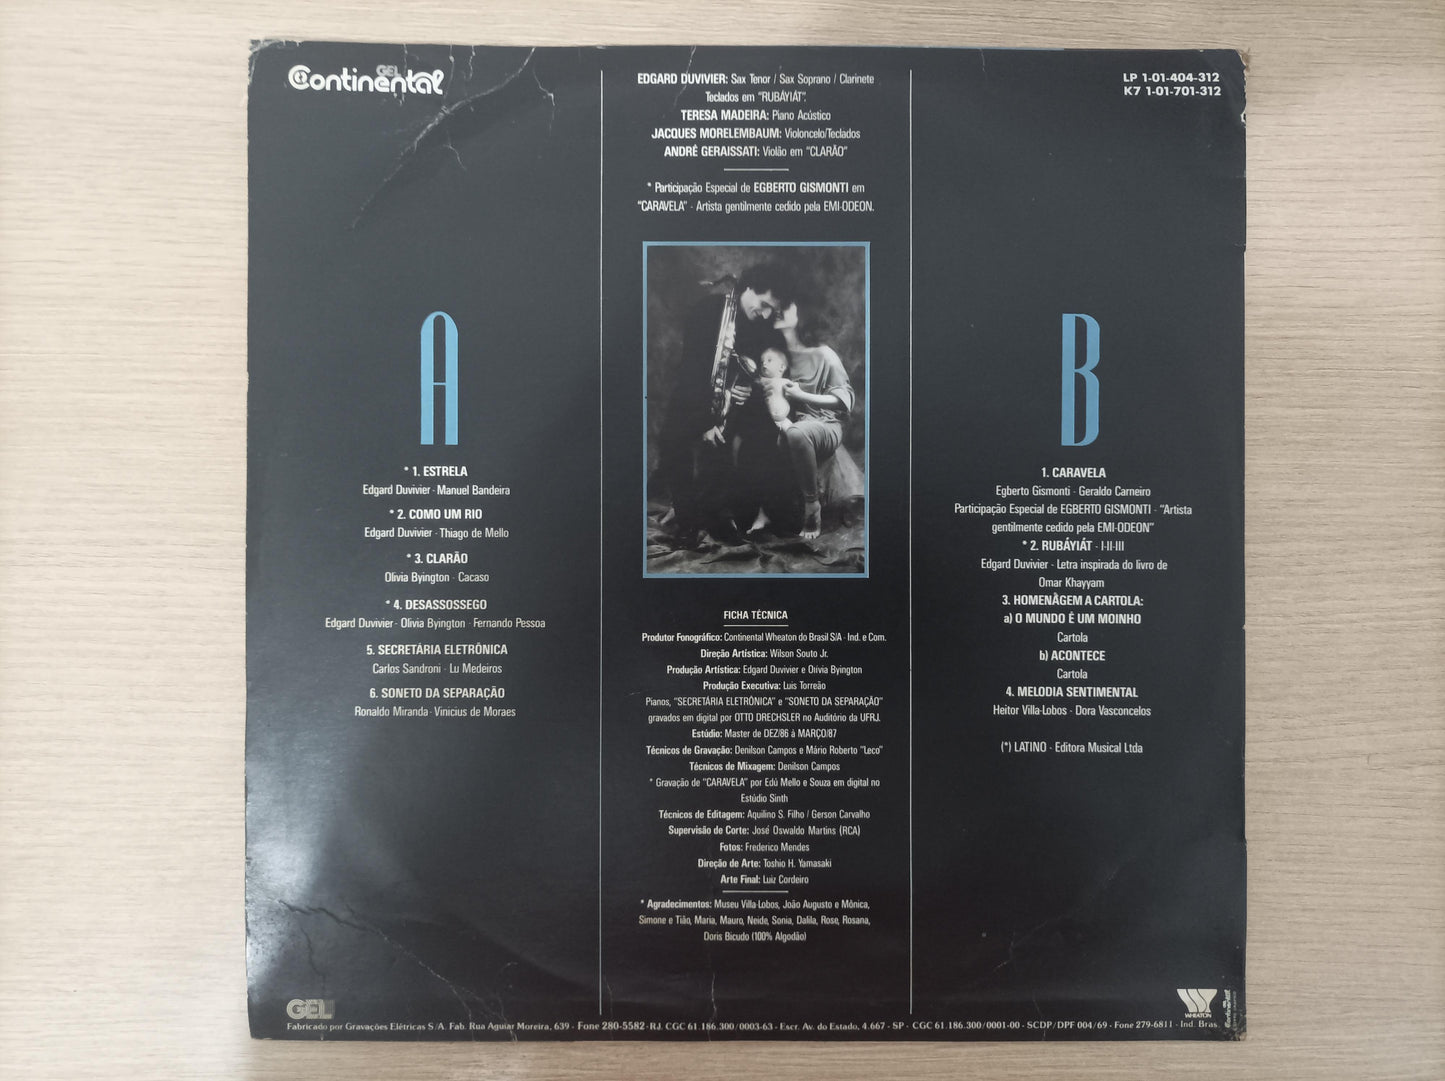 GEL
Continental
EDGARD DUVIVIER: Sax Tenor / Sax Soprano / Clarinete
Teclados em "RUBÁYIÁT".
TERESA MADEIRA: Piano Acústico
JACQUES MORELEMBAUM: Violoncelo/Teclados
ANDRÉ GERAISSATI: Violão em "CLARÃO"
* Participação Especial de EGBERTO GISMONTI em
"CARAVELA" - Artista gentilmente cedido pela EMI-ODEON.
LP 1-01-404-312
K7 1-01-701-312
A
* 1. ESTRELA
Edgard Duvivier - Manuel Bandeira
* 2. COMO UM RIO
Edgard Duvivier - Thiago de Mello
* 3. CLARÃO
Olivia Byington - Cacaso
* 4. DESASSOSSEGO
Edgard Duvivier - Olivia Byington - Fernando Pessoa
5. SECRETÁRIA ELETRÔNICA
Carlos Sandroni - Lu Medeiros
6. SONETO DA SEPARAÇÃO
Ronaldo Miranda - Vinicius de Moraes
FICHA TÉCNICA
Produtor Fonográfico: Continental Wheaton do Brasil S/A - Ind. e Com.
Direção Artística: Wilson Souto Jr.
Produção Artística: Edgard Duvivier e Olivia Byington
Produção Executiva: Luis Torreão
Pianos, "SECRETÁRIA ELETRÔNICA" e "SONETO DA SEPARAÇÃO"
gravados em digital por OTTO DRECHSLER no Auditório da UFRJ.
Estúdio: Master de DEZ/86 à MARÇO/87
Técnicos de Gravação: Denilson Campos e Mário Roberto "Leco"
Técnicos de Mixagem: Denilson Campos
* Gravação de "CARAVELA" por Edú Mello e Souza em digital no
Estúdio Sinth
Técnicos de Editagem: Aquilino S. Filho / Gerson Carvalho
Supervisão de Corte: José Oswaldo Martins (RCA)
Fotos: Frederico Mendes
Direção de Arte: Toshio H. Yamasaki
Arte Final: Luiz Cordeiro
* Agradecimentos: Museu Villa-Lobos, João Augusto e Mônica,
Simone e Tião, Maria, Mauro, Neide, Sonia, Dalila, Rose, Rosana,
Doris Bicudo (100% Algodão)
B
1. CARAVELA
Egberto Gismonti - Geraldo Carneiro
Participação Especial de EGBERTO GISMONTI - "Artista
gentilmente cedido pela EMI-ODEON"
* 2. RUBÁYIÁT - I-II-III
Edgard Duvivier - Letra inspirada do livro de
Omar Khayyam
3. HOMENÂGEM A CARTOLA:
a) O MUNDO É UM MOINHO
Cartola
b) ACONTECE
Cartola
4. MELODIA SENTIMENTAL
Heitor Villa-Lobos - Dora Vasconcelos
(*) LATINO - Editora Musical Ltda
GEL
WHEATON
Continental
Fabricado por Gravações Elétricas S/A. Fab. Rua Aguiar Moreira, 639 - Fone 280-5582 - RJ. CGC 61.186.300/0003-63 - Escr. Av. do Estado, 4.667 - SP - CGC 61.186.300/0001-00 - SCDP/DPF 004/69 - Fone 279-6811 - Ind. Bras.